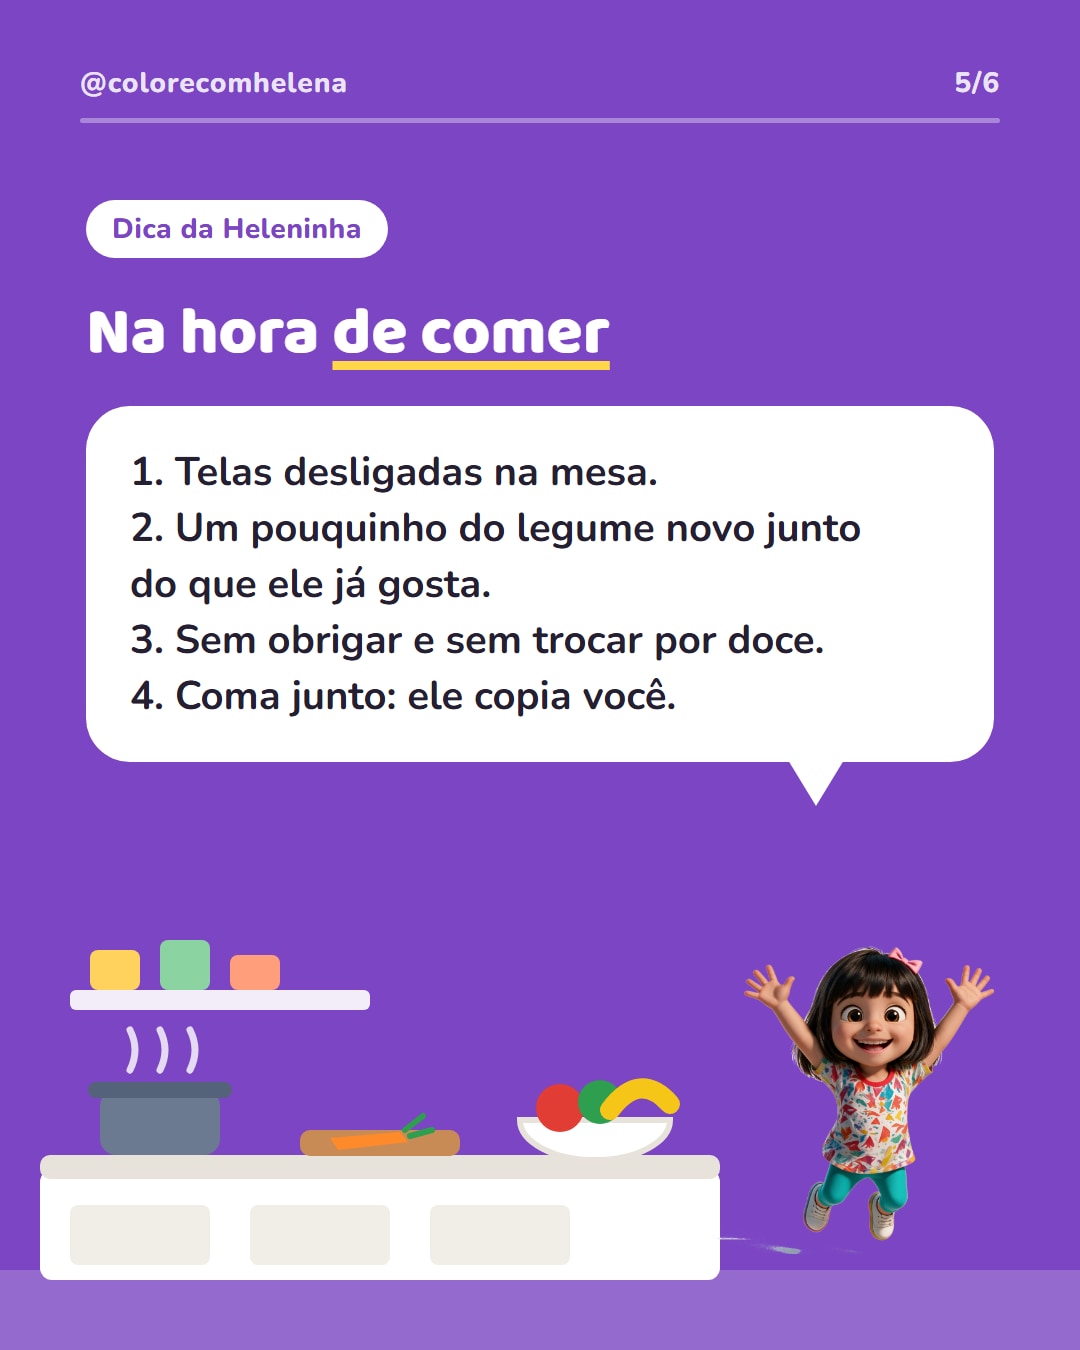 @colorecomhelena
5/6
Dica da Heleninha
Na hora de comer
1. Telas desligadas na mesa.
2. Um pouquinho do legume novo junto
do que ele já gosta.
3. Sem obrigar e sem trocar por doce.
4. Coma junto: ele copia você.